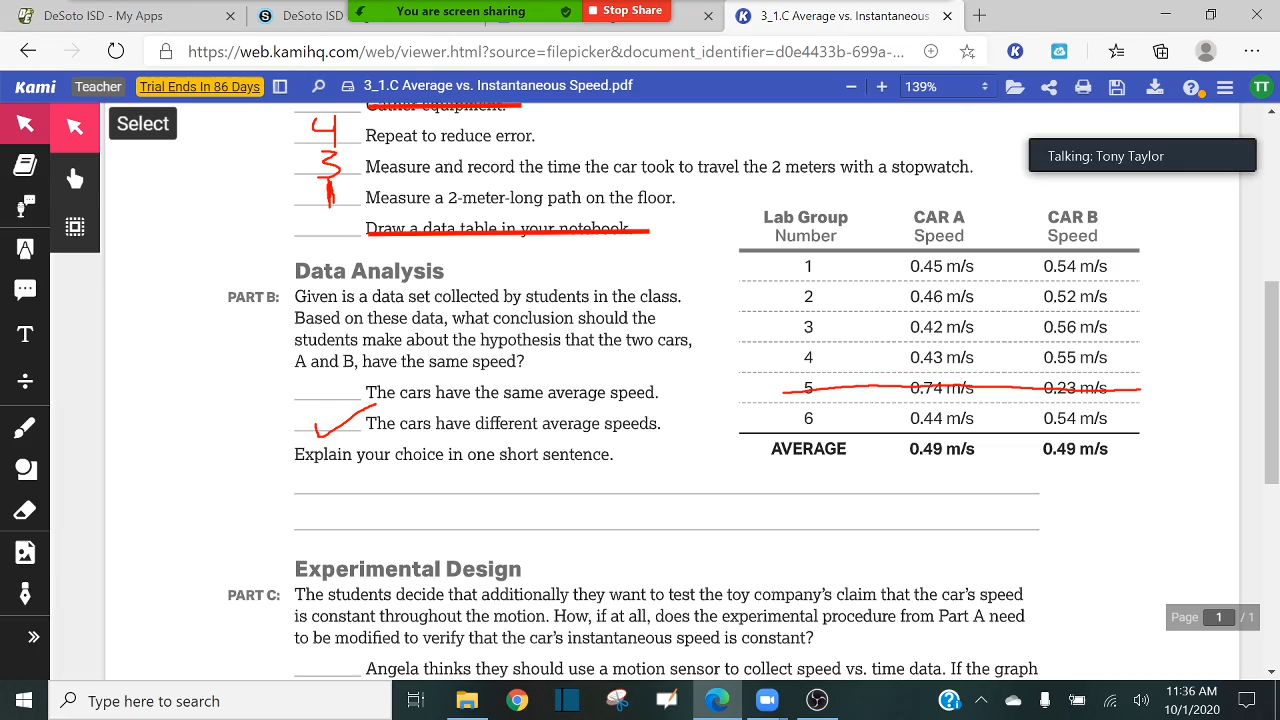 DeSoto ISD - My Apps
DeSoto ISD
You are screen sharing
Stop Share
3_1.C Average vs. Instantaneous
https://web.kamihq.com/web/viewer.html?source=filepicker&document_identifier=d0e4433b-699a-...
Kami Teacher Trial Ends In 86 Days 3_1.C Average vs. Instantaneous Speed.pdf 139% TT
Select
Talking: Tony Taylor
Gather equipment.
4 Repeat to reduce error.
3 Measure and record the time the car took to travel the 2 meters with a stopwatch.
1 Measure a 2-meter-long path on the floor.
Draw a data table in your notebook.
Data Analysis
PART B: Given is a data set collected by students in the class.
Based on these data, what conclusion should the
students make about the hypothesis that the two cars,
A and B, have the same speed?
The cars have the same average speed.
The cars have different average speeds.
Explain your choice in one short sentence.
Lab Group Number CAR A Speed CAR B Speed
1 0.45 m/s 0.54 m/s
2 0.46 m/s 0.52 m/s
3 0.42 m/s 0.56 m/s
4 0.43 m/s 0.55 m/s
5 0.74 m/s 0.23 m/s
6 0.44 m/s 0.54 m/s
AVERAGE 0.49 m/s 0.49 m/s
Experimental Design
PART C: The students decide that additionally they want to test the toy company's claim that the car's speed
is constant throughout the motion. How, if at all, does the experimental procedure from Part A need
to be modified to verify that the car's instantaneous speed is constant?
Angela thinks they should use a motion sensor to collect speed vs. time data. If the graph
Page 1 / 1
Type here to search
11:36 AM
10/1/2020